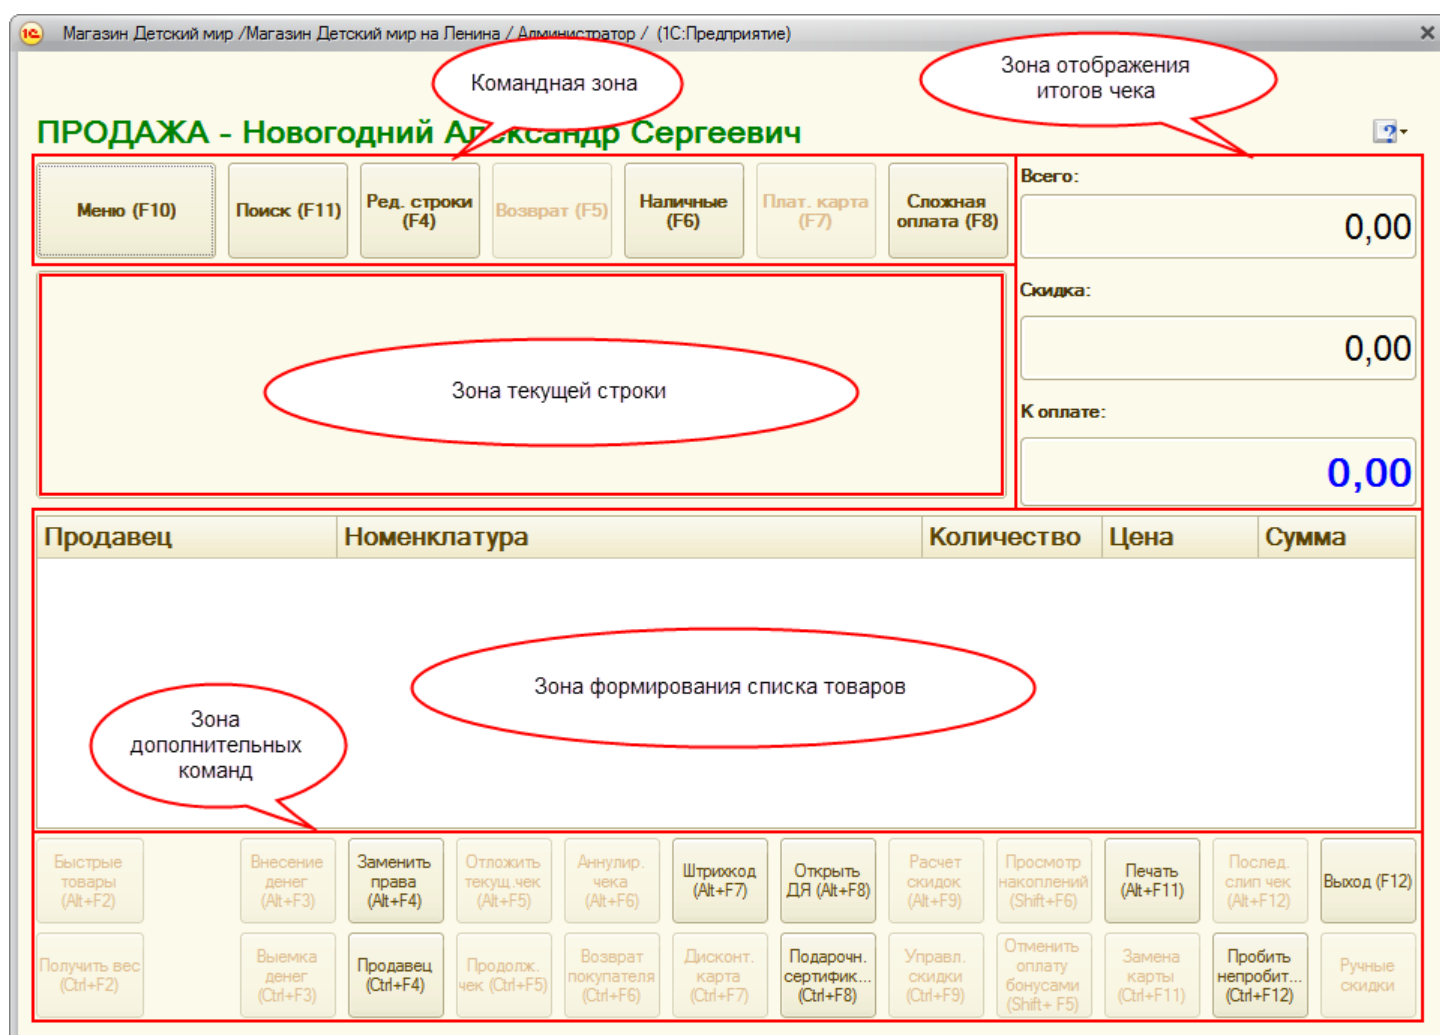 1С Магазин Детский мир /Магазин Детский мир на Ленина / Администратор / (1С:Предприятие)
Командная зона
Зона отображения
итогов чека
ПРОДАЖА - Новогодний Александр Сергеевич
Меню (F10)
Поиск (F11)
Ред. строки
(F4)
Возврат (F5)
Наличные
(F6)
Плат. карта
(F7)
Сложная
оплата (F8)
Всего:
0,00
Скидка:
0,00
К оплате:
0,00
Зона текущей строки
Продавец Номенклатура Количество Цена Сумма
Зона формирования списка товаров
Зона
дополнительных
команд
Быстрые
товары
(Alt+F2)
Внесение
денег
(Alt+F3)
Заменить
права
(Alt+F4)
Отложить
текущ.чек
(Alt+F5)
Аннулир.
чека
(Alt+F6)
Штрихкод
(Alt+F7)
Открыть
ДЯ (Alt+F8)
Расчет
скидок
(Alt+F9)
Просмотр
накоплений
(Shift+F6)
Печать
(Alt+F11)
Послед.
слип чек
(Alt+F12)
Выход (F12)
Получить вес
(Ctrl+F2)
Выемка
денег
(Ctrl+F3)
Продавец
(Ctrl+F4)
Продолж.
чек (Ctrl+F5)
Возврат
покупателя
(Ctrl+F6)
Дисконт.
карта
(Ctrl+F7)
Подарочн.
сертифик...
(Ctrl+F8)
Управл.
скидки
(Ctrl+F9)
Отменить
оплату
бонусами
(Shift+ F5)
Замена
карты
(Ctrl+F11)
Пробить
непробит...
(Ctrl+F12)
Ручные
скидки